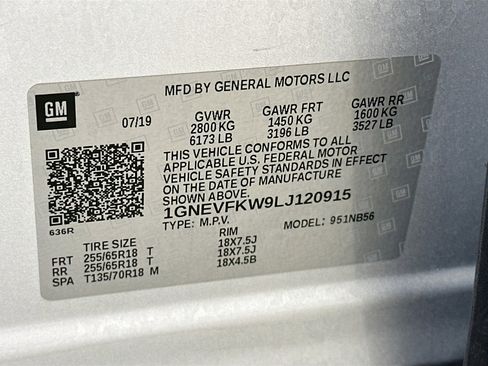 MFD BY GENERAL MOTORS LLC
GM
07/19 GVWR GAWR FRT GAWR RR
2800 KG 1450 KG 1600 KG
6173 LB 3196 LB 3527 LB
THIS VEHICLE CONFORMS TO ALL
APPLICABLE U.S. FEDERAL MOTOR
VEHICLE SAFETY STANDARDS IN EFFECT
ON THE DATE OF MANUFACTURE
1GNEVFKW9LJ120915
636R
TYPE: M.P.V. MODEL: 951NB56
TIRE SIZE RIM
FRT 255/65R18 T 18X7.5J
RR 255/65R18 T 18X7.5J
SPA T135/70R18 M 18X4.5B